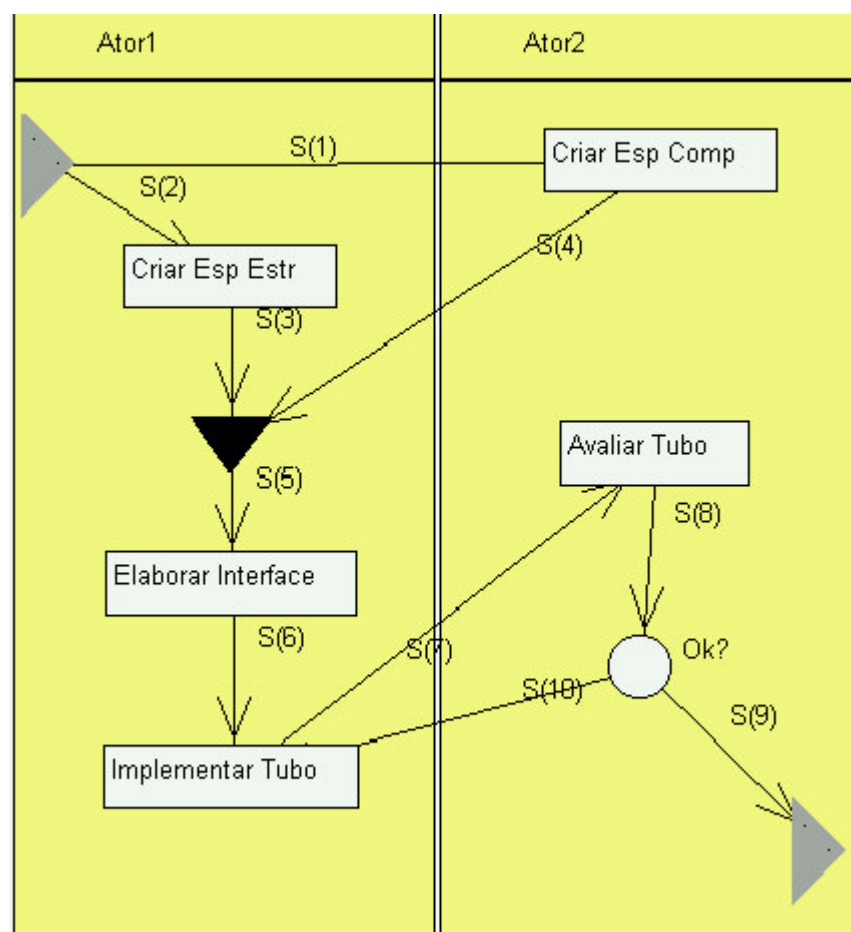 Ator1
Ator2
S(1)
Criar Esp Comp
S(2)
S(4)
Criar Esp Estr
S(3)
Avaliar Tubo
S(5)
S(8)
Elaborar Interface
S(6)
S(7)
Ok?
S(10)
S(9)
Implementar Tubo